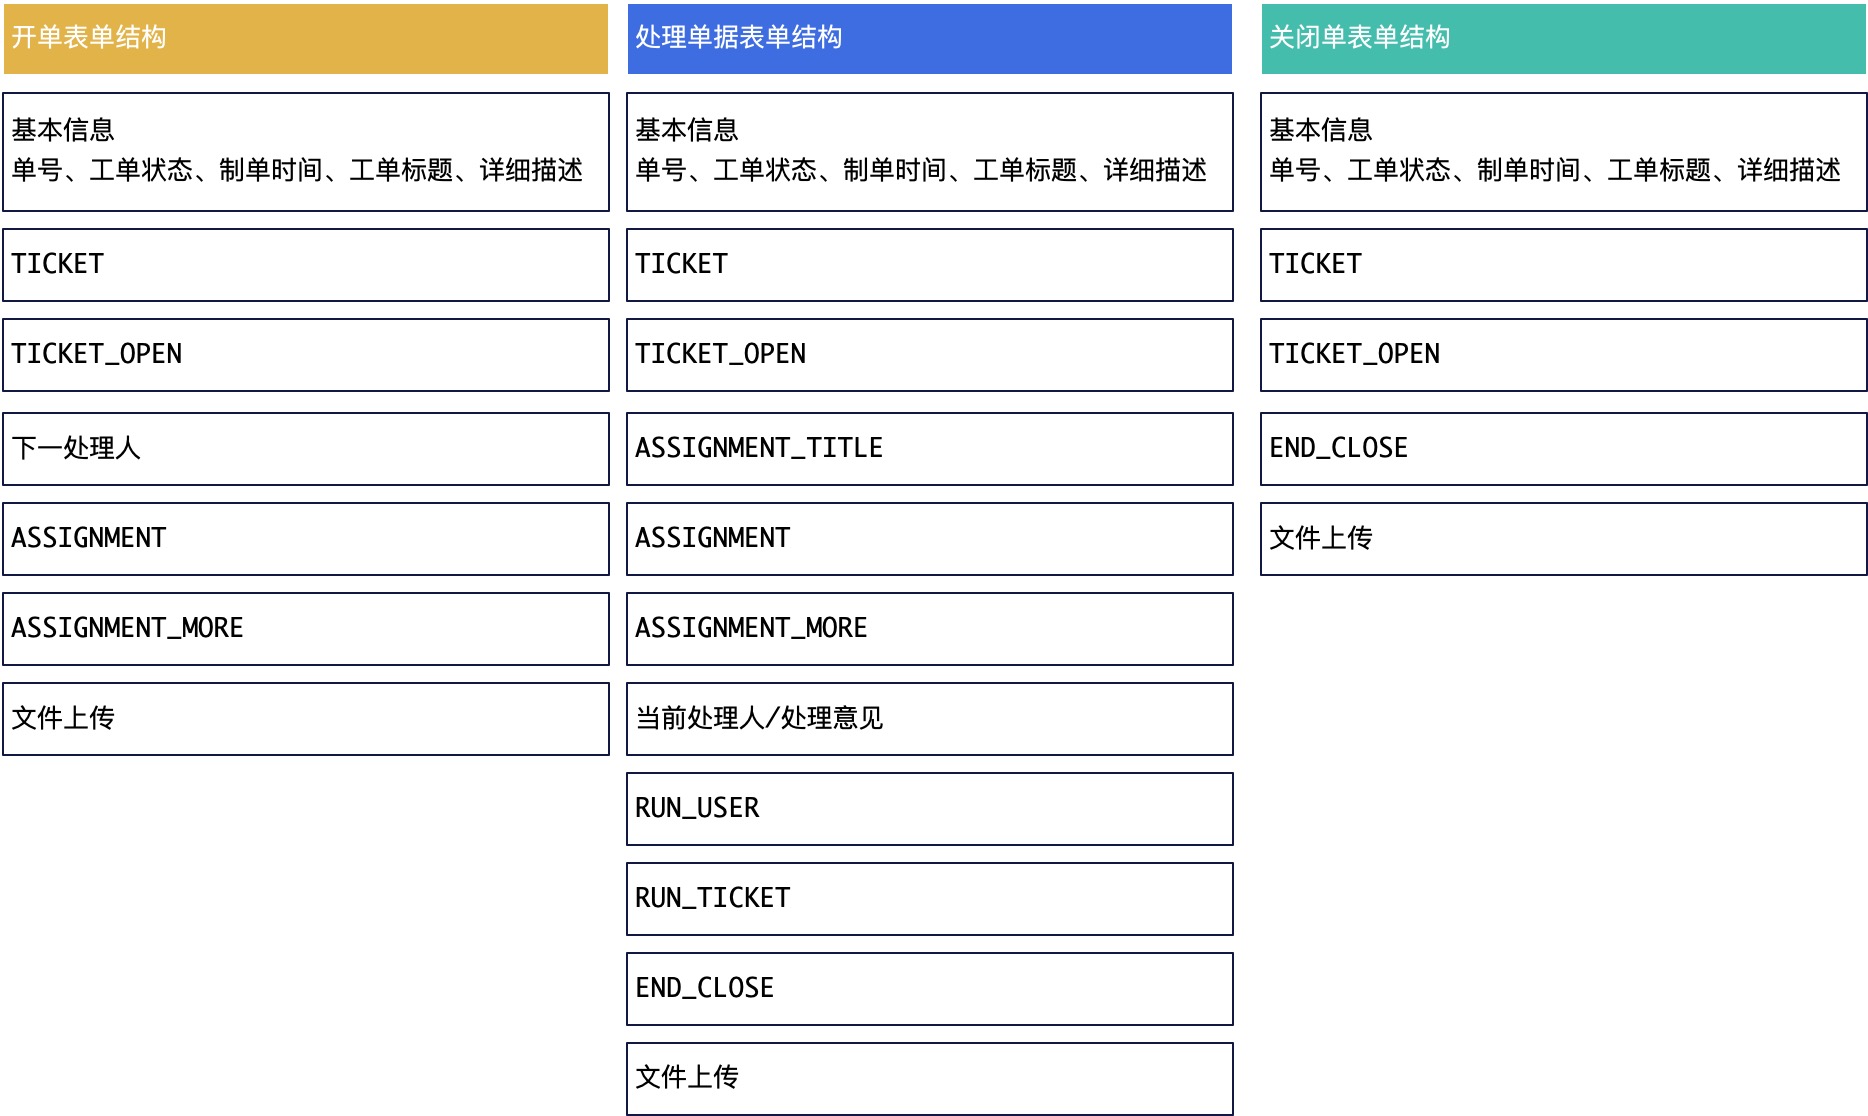 开单表单结构
基本信息
单号、工单状态、制单时间、工单标题、详细描述
TICKET
TICKET_OPEN
下一处理人
ASSIGNMENT
ASSIGNMENT_MORE
文件上传
处理单据表单结构
基本信息
单号、工单状态、制单时间、工单标题、详细描述
TICKET
TICKET_OPEN
ASSIGNMENT_TITLE
ASSIGNMENT
ASSIGNMENT_MORE
当前处理人/处理意见
RUN_USER
RUN_TICKET
END_CLOSE
文件上传
关闭单表单结构
基本信息
单号、工单状态、制单时间、工单标题、详细描述
TICKET
TICKET_OPEN
END_CLOSE
文件上传